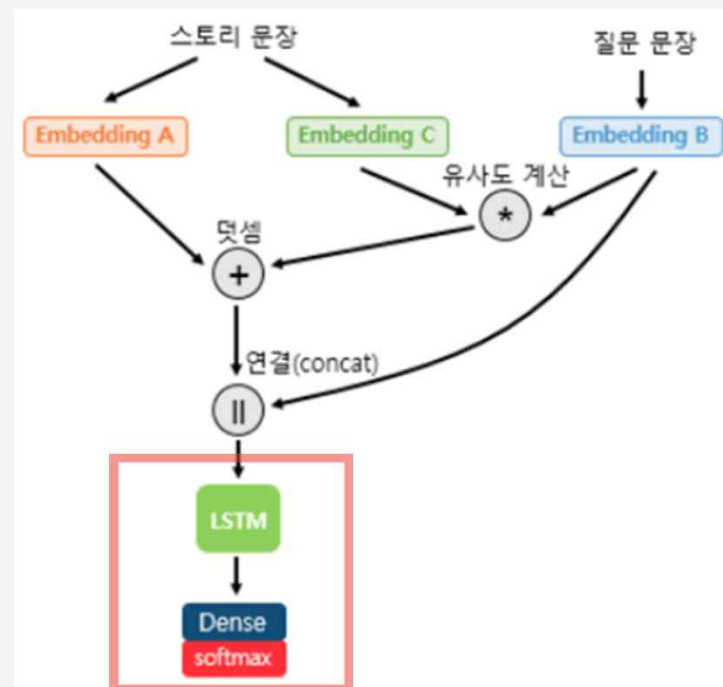 스토리 문장
질문 문장
Embedding A
Embedding C
Embedding B
유사도 계산
*
덧셈
+
연결(concat)
||
LSTM
Dense
softmax